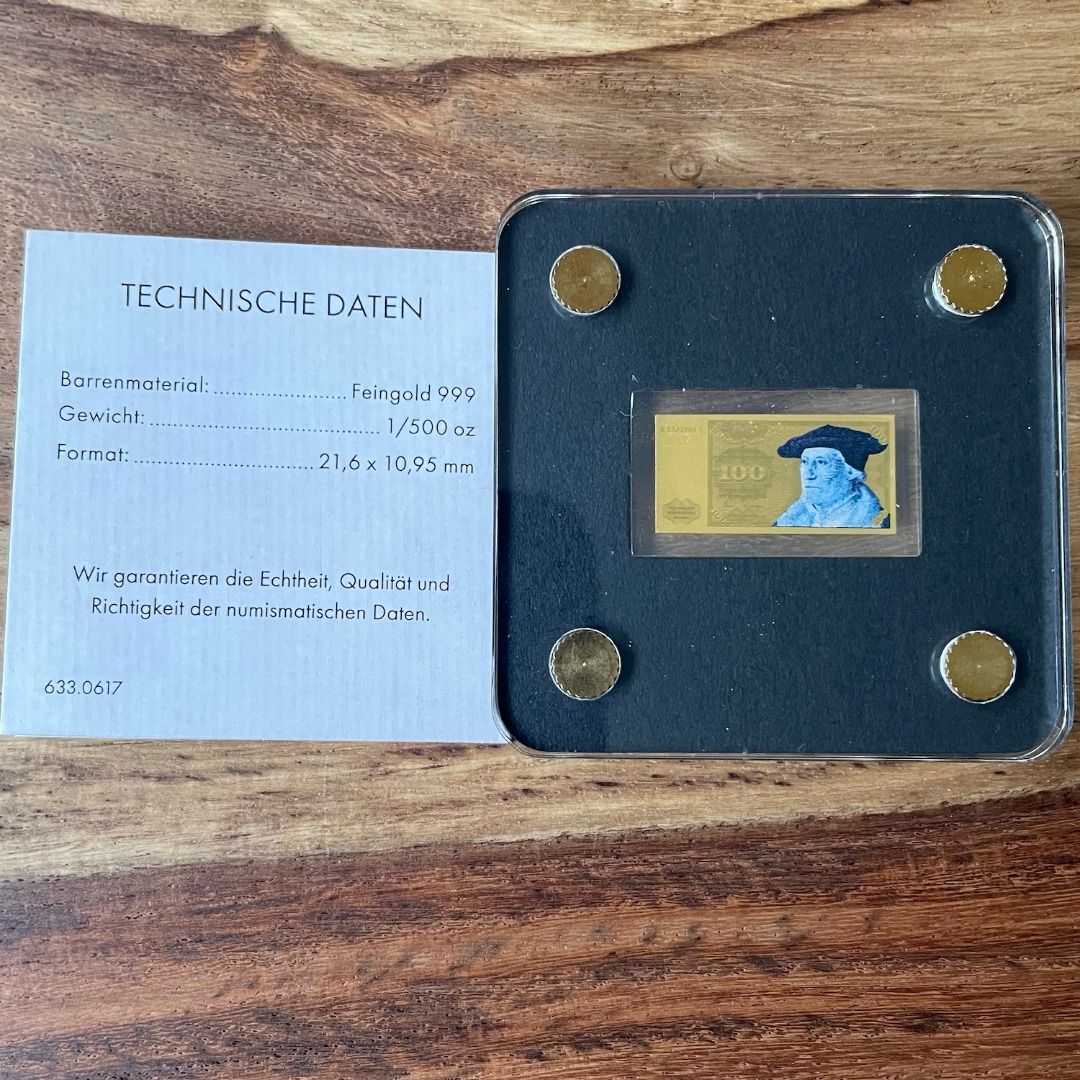 TECHNISCHE DATEN
Barrenmaterial: ....................... Feingold 999
Gewicht: ........................................ 1/500 oz
Format: ............................... 21,6 x 10,95 mm
Wir garantieren die Echtheit, Qualität und
Richtigkeit der numismatischen Daten.
633.0617
100